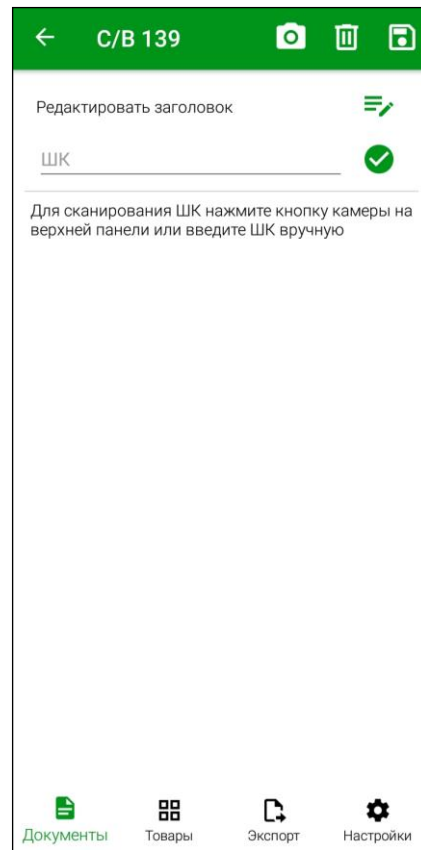 С/В 139
Редактировать заголовок
ШК
Для сканирования ШК нажмите кнопку камеры на
верхней панели или введите ШК вручную
Документы
Товары
Экспорт
Настройки